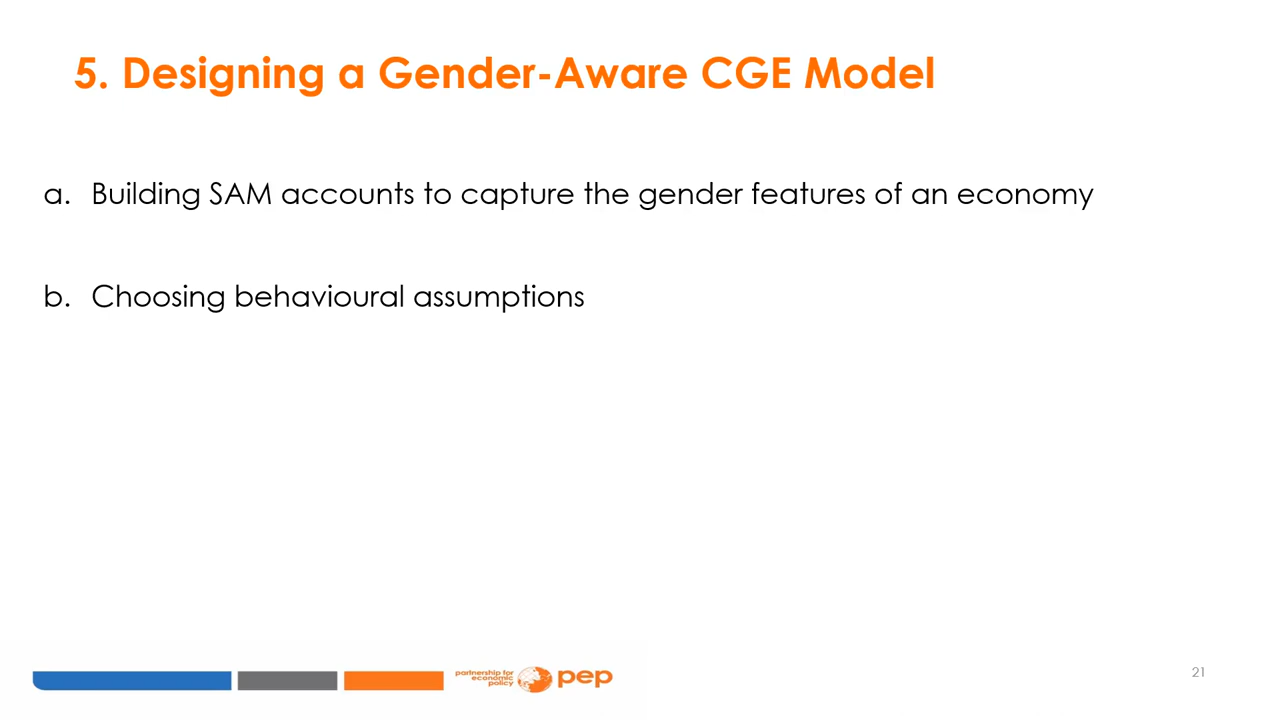 5. Designing a Gender-Aware CGE Model
a. Building SAM accounts to capture the gender features of an economy
b. Choosing behavioural assumptions
partnership for
economic
policy
pep
21